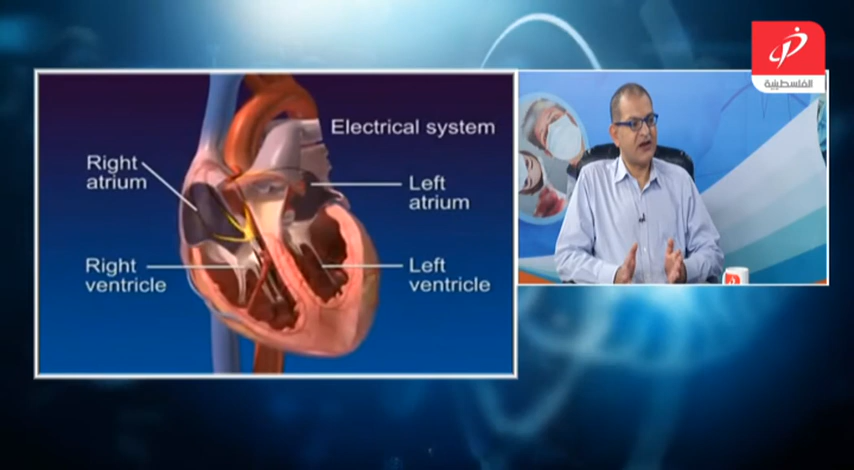 الفلسطينية
Electrical system
Right
atrium
Left
atrium
Right
ventricle
Left
ventricle